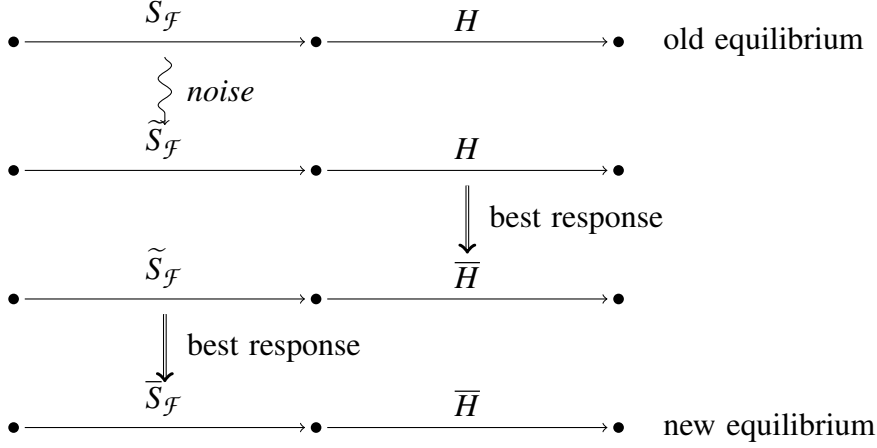 S_ℱ H old equilibrium
noise
S̃_ℱ H
best response
S̃_ℱ H̅
best response
S̅_ℱ H̅ new equilibrium